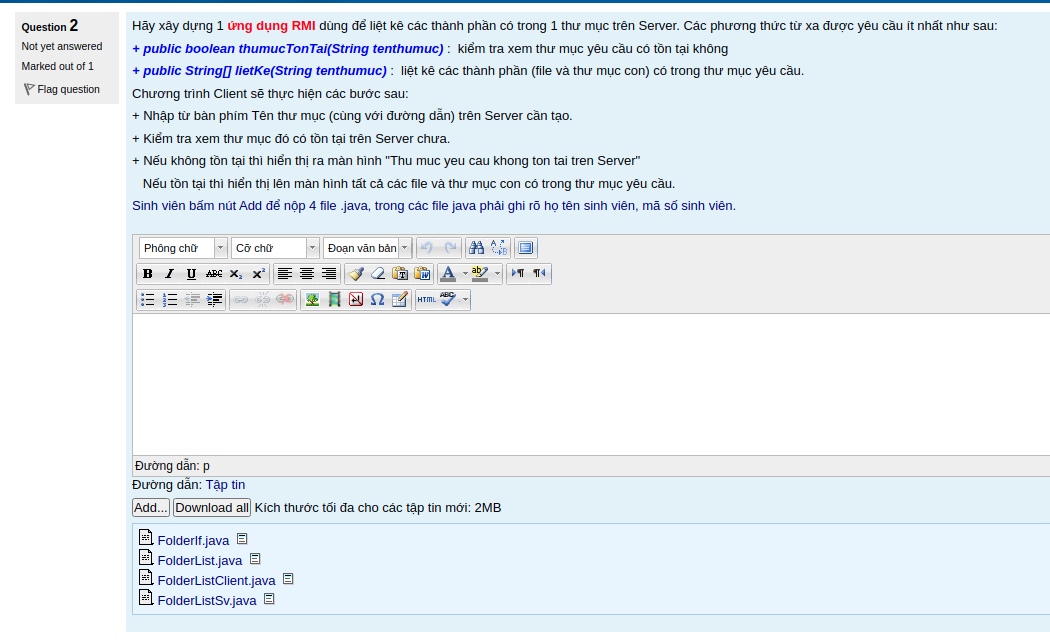 Question 2
Not yet answered
Marked out of 1
Flag question
Hãy xây dựng 1 ứng dụng RMI dùng để liệt kê các thành phần có trong 1 thư mục trên Server. Các phương thức từ xa được yêu cầu ít nhất như sau:
+ public boolean thumucTonTai(String tenthumuc) : kiểm tra xem thư mục yêu cầu có tồn tại không
+ public String[] lietKe(String tenthumuc) : liệt kê các thành phần (file và thư mục con) có trong thư mục yêu cầu.
Chương trình Client sẽ thực hiện các bước sau:
+ Nhập từ bàn phím Tên thư mục (cùng với đường dẫn) trên Server cần tạo.
+ Kiểm tra xem thư mục đó có tồn tại trên Server chưa.
+ Nếu không tồn tại thì hiển thị ra màn hình "Thu muc yeu cau khong ton tai tren Server"
Nếu tồn tại thì hiển thị lên màn hình tất cả các file và thư mục con có trong thư mục yêu cầu.
Sinh viên bấm nút Add để nộp 4 file .java, trong các file java phải ghi rõ họ tên sinh viên, mã số sinh viên.
Phông chữ Cỡ chữ Đoạn văn bản
B I U ABC X₂ X² A ab
HTML ABC
Đường dẫn: p
Đường dẫn: Tập tin
Add... Download all Kích thước tối đa cho các tập tin mới: 2MB
FolderIf.java
FolderList.java
FolderListClient.java
FolderListSv.java